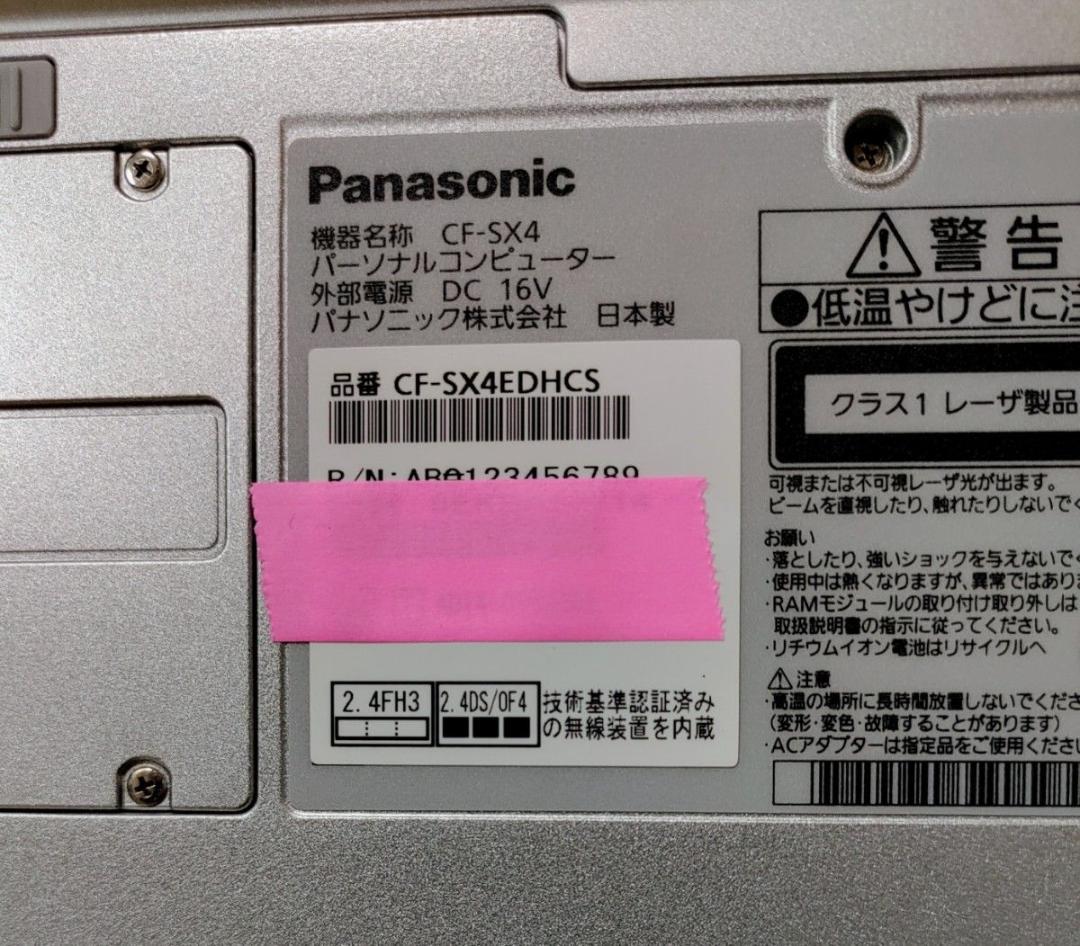 Panasonic
機器名称 CF-SX4
パーソナルコンピューター
外部電源 DC 16V
パナソニック株式会社 日本製
品番 CF-SX4EDHCS
2.4FH3 2.4DS/OF4 技術基準認証済み
の無線装置を内蔵
警告
●低温やけどに注
クラス1 レーザ製品
可視または不可視レーザ光が出ます。
ビームを直視したり、触れたりしないでく
お願い
・落としたり、強いショックを与えないでく
・使用中は熱くなりますが、異常ではあり
・RAMモジュールの取り付け取り外しは
取扱説明書の指示に従ってください。
・リチウムイオン電池はリサイクルへ
注意
・高温の場所に長時間放置しないでくださ
(変形・変色・故障することがあります)
・ACアダプターは指定品をご使用くださ